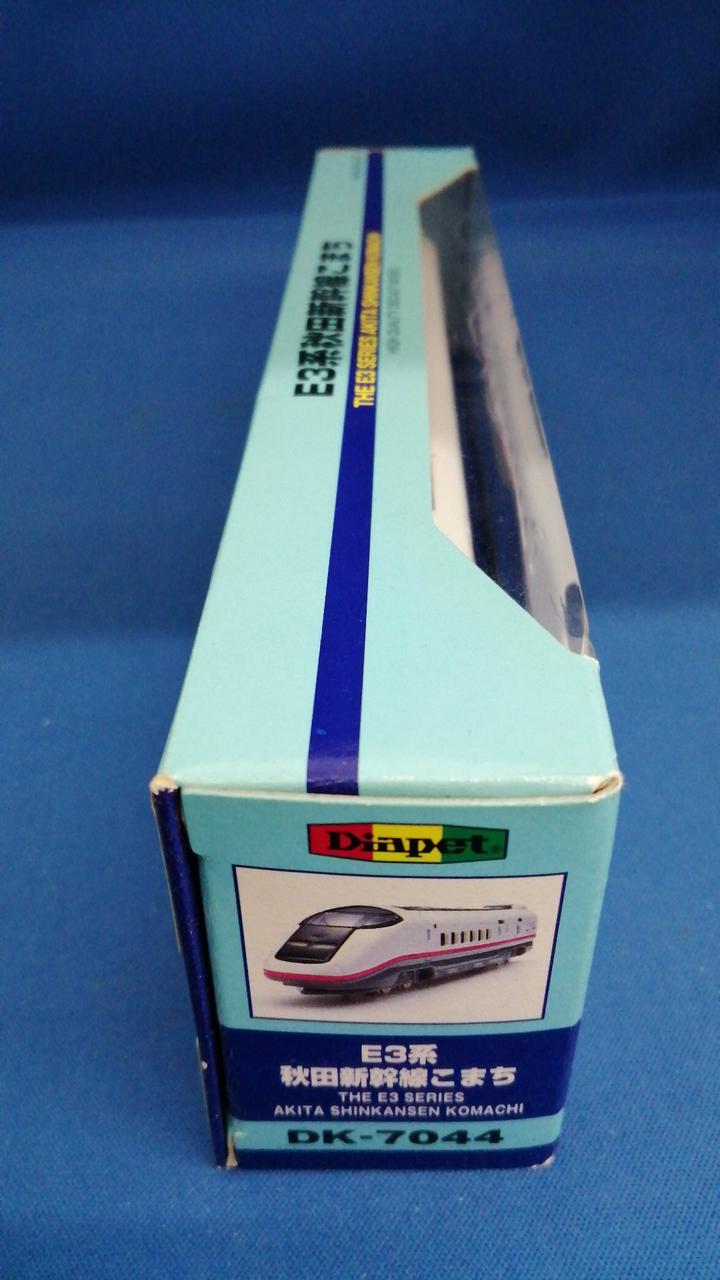 E3系秋田新幹線こまち
THE E3 SERIES AKITA SHINKANSEN KOMACHI
Diapet®
E3系
秋田新幹線こまち
THE E3 SERIES
AKITA SHINKANSEN KOMACHI
DK-7044